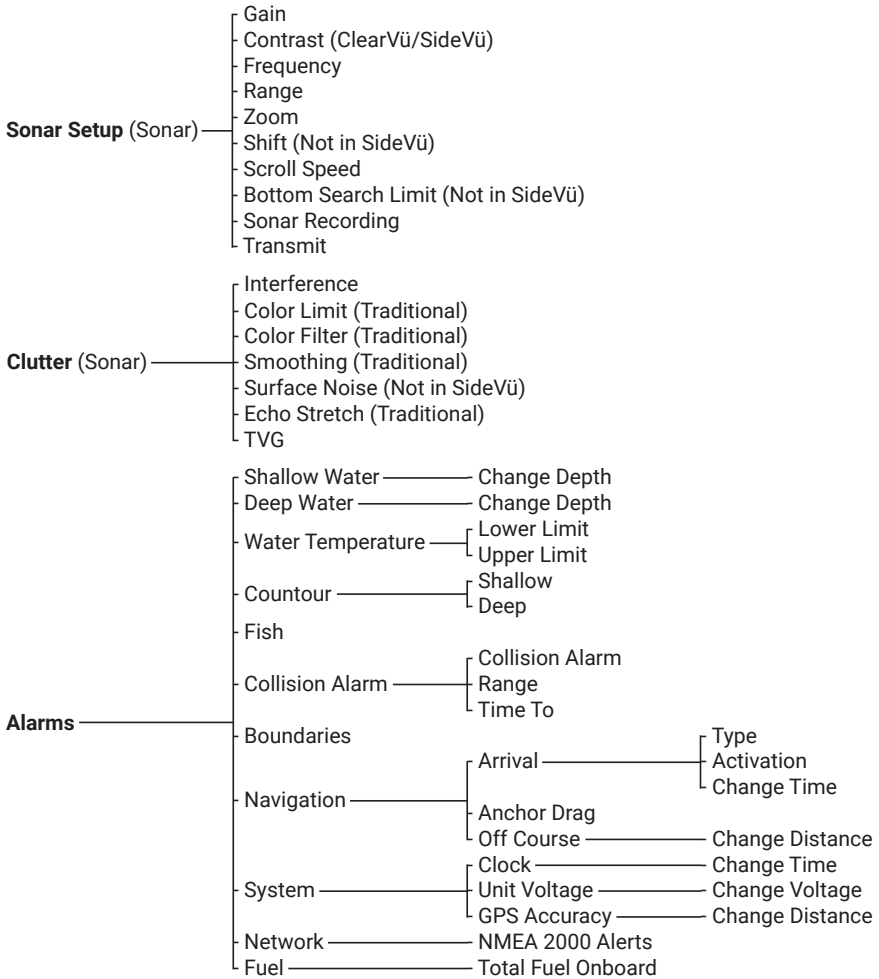 Sonar Setup (Sonar)
Gain
Contrast (ClearVü/SideVü)
Frequency
Range
Zoom
Shift (Not in SideVü)
Scroll Speed
Bottom Search Limit (Not in SideVü)
Sonar Recording
Transmit
Clutter (Sonar)
Interference
Color Limit (Traditional)
Color Filter (Traditional)
Smoothing (Traditional)
Surface Noise (Not in SideVü)
Echo Stretch (Traditional)
TVG
Alarms
Shallow Water
Change Depth
Deep Water
Change Depth
Water Temperature
Lower Limit
Upper Limit
Countour
Shallow
Deep
Fish
Collision Alarm
Collision Alarm
Range
Time To
Boundaries
Navigation
Arrival
Type
Activation
Change Time
Anchor Drag
Off Course
Change Distance
System
Clock
Change Time
Unit Voltage
Change Voltage
GPS Accuracy
Change Distance
Network
NMEA 2000 Alerts
Fuel
Total Fuel Onboard